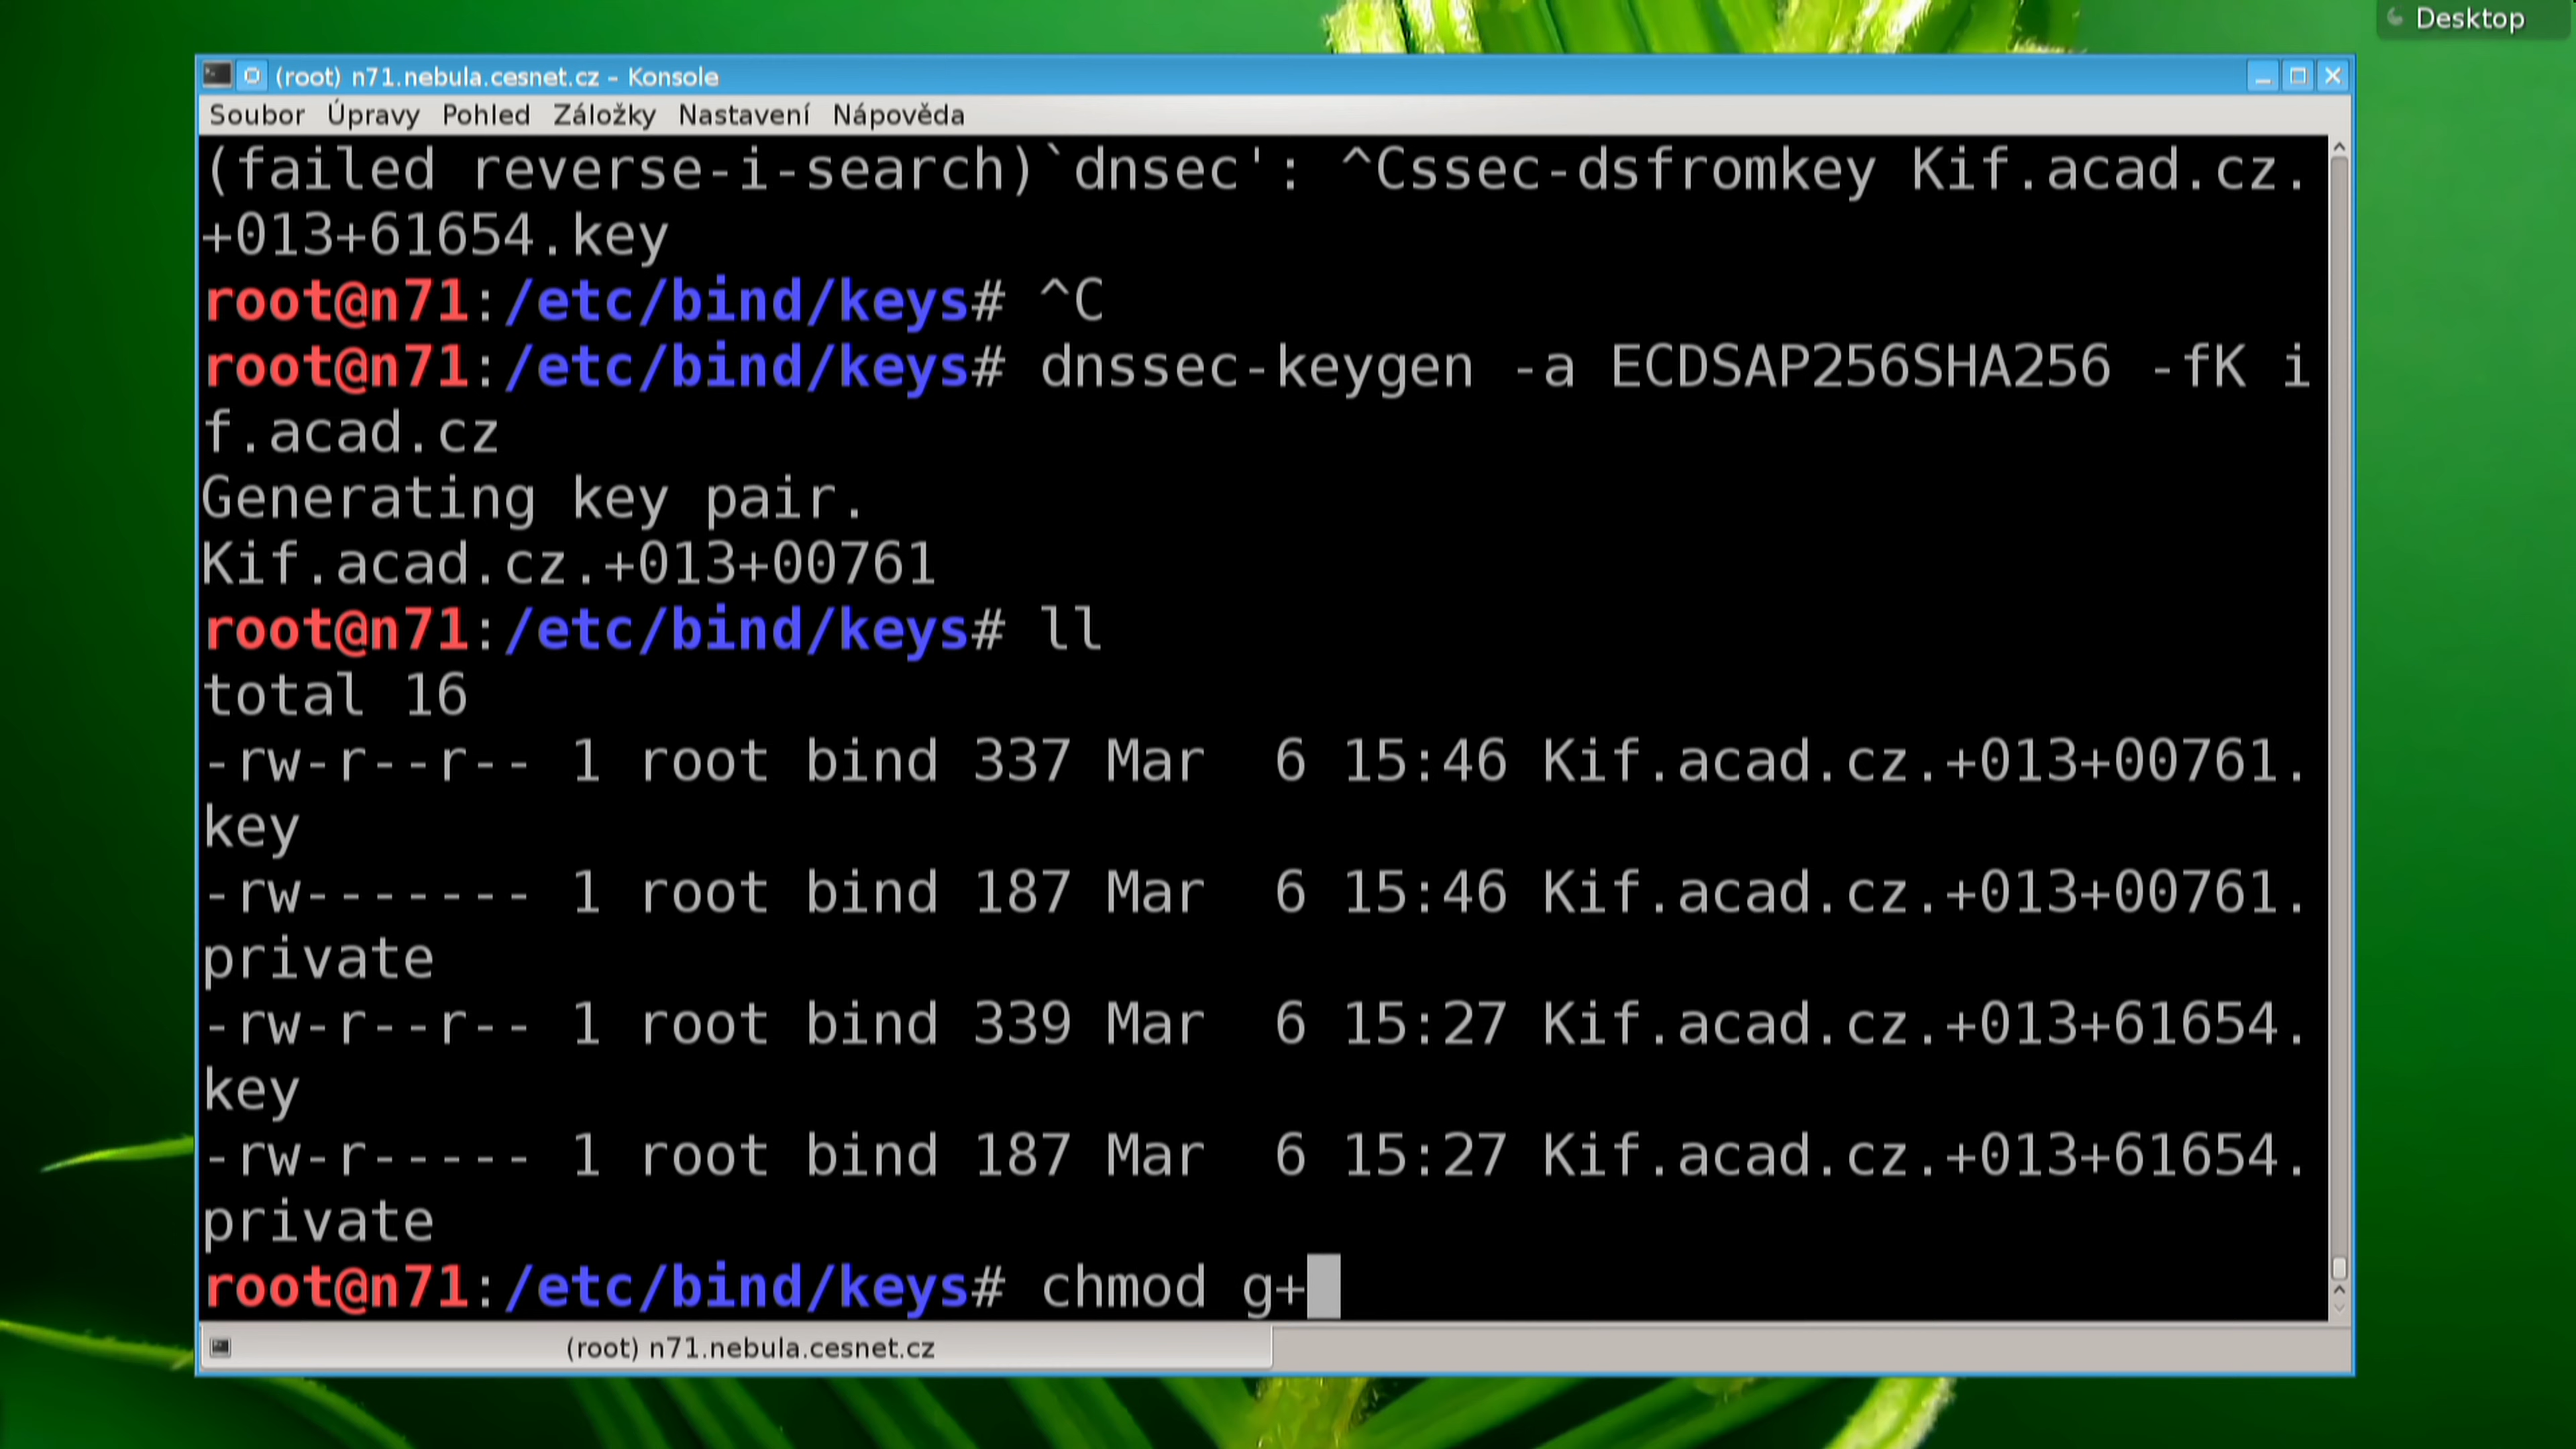 Desktop
(root) n71.nebula.cesnet.cz – Konsole
Soubor Úpravy Pohled Záložky Nastavení Nápověda
(failed reverse-i-search)`dnsec': ^Cssec-dsfromkey Kif.acad.cz.
+013+61654.key
root@n71:/etc/bind/keys# ^C
root@n71:/etc/bind/keys# dnssec-keygen -a ECDSAP256SHA256 -fK i
f.acad.cz
Generating key pair.
Kif.acad.cz.+013+00761
root@n71:/etc/bind/keys# ll
total 16
-rw-r--r-- 1 root bind 337 Mar  6 15:46 Kif.acad.cz.+013+00761.
key
-rw------- 1 root bind 187 Mar  6 15:46 Kif.acad.cz.+013+00761.
private
-rw-r--r-- 1 root bind 339 Mar  6 15:27 Kif.acad.cz.+013+61654.
key
-rw-r----- 1 root bind 187 Mar  6 15:27 Kif.acad.cz.+013+61654.
private
root@n71:/etc/bind/keys# chmod g+
(root) n71.nebula.cesnet.cz